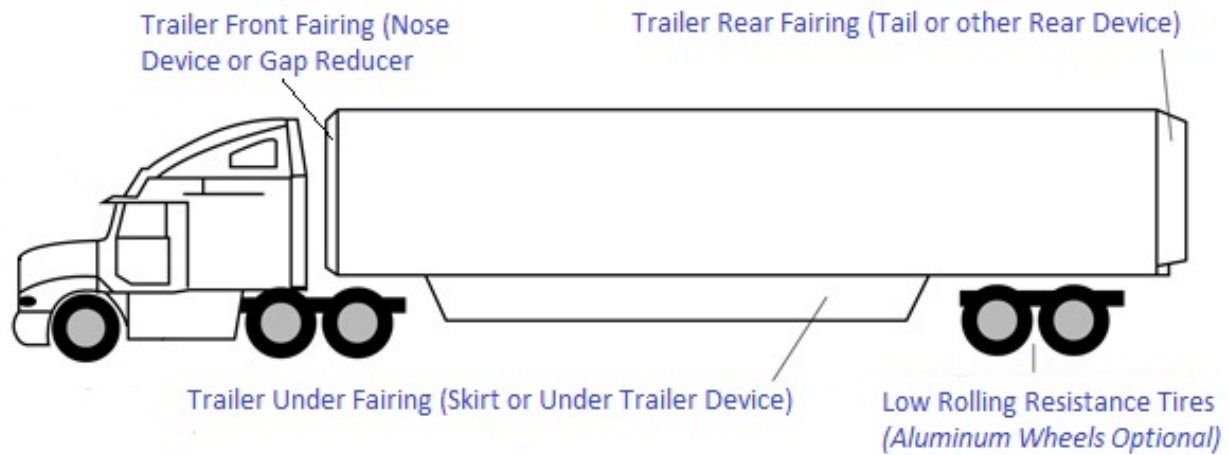 Trailer Front Fairing (Nose
Device or Gap Reducer
Trailer Rear Fairing (Tail or other Rear Device)
Trailer Under Fairing (Skirt or Under Trailer Device)
Low Rolling Resistance Tires
(Aluminum Wheels Optional)